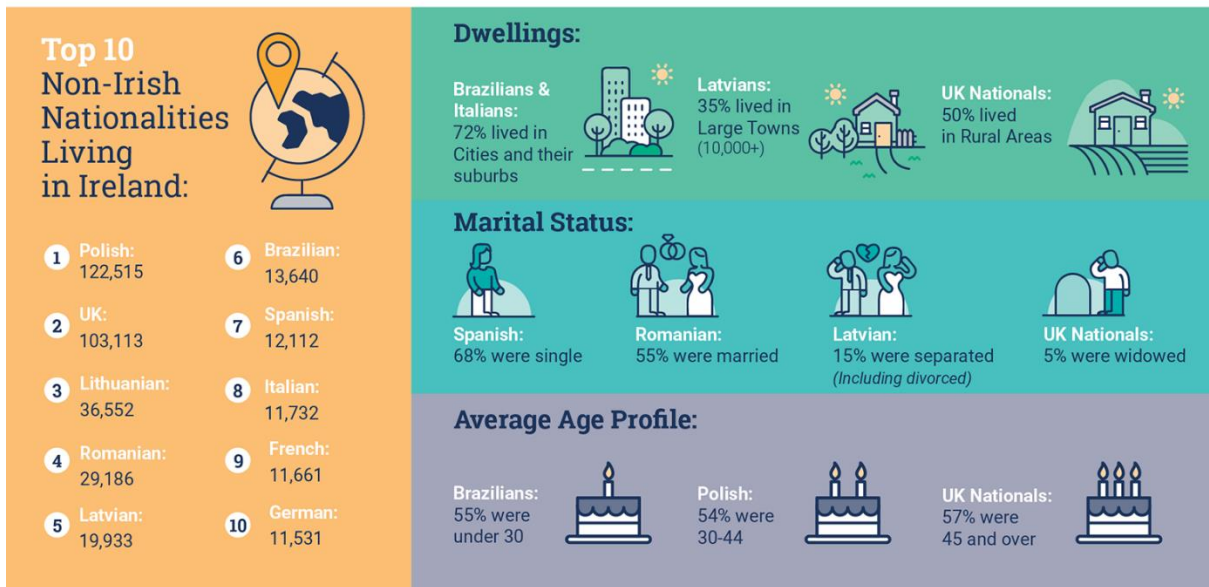 Top 10
Non-Irish
Nationalities
Living
in Ireland:
1 Polish:
122,515
2 UK:
103,113
3 Lithuanian:
36,552
4 Romanian:
29,186
5 Latvian:
19,933
6 Brazilian:
13,640
7 Spanish:
12,112
8 Italian:
11,732
9 French:
11,661
10 German:
11,531
Dwellings:
Brazilians &
Italians:
72% lived in
Cities and their
suburbs
Latvians:
35% lived in
Large Towns
(10,000+)
UK Nationals:
50% lived
in Rural Areas
Marital Status:
Spanish:
68% were single
Romanian:
55% were married
Latvian:
15% were separated
(Including divorced)
UK Nationals:
5% were widowed
Average Age Profile:
Brazilians:
55% were
under 30
Polish:
54% were
30-44
UK Nationals:
57% were
45 and over